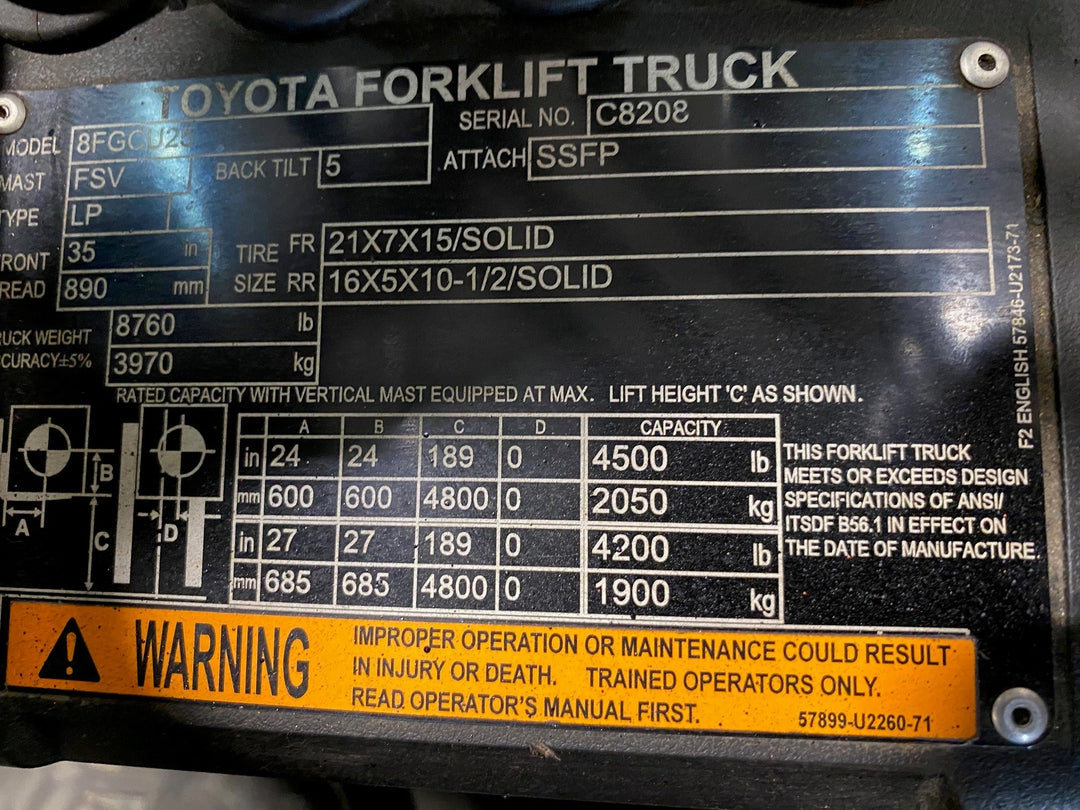 TOYOTA FORKLIFT TRUCK
MODEL 8FGCU25 SERIAL NO. C8208
MAST FSV BACK TILT 5 ATTACH SSFP
TYPE LP
FRONT 35 in TIRE FR 21X7X15/SOLID
READ 890 mm SIZE RR 16X5X10-1/2/SOLID
RUCK WEIGHT 8760 lb
CCURACY±5% 3970 kg
RATED CAPACITY WITH VERTICAL MAST EQUIPPED AT MAX. LIFT HEIGHT 'C' AS SHOWN.
A B C D CAPACITY
in 24 24 189 0 4500 lb
mm 600 600 4800 0 2050 kg
in 27 27 189 0 4200 lb
mm 685 685 4800 0 1900 kg
B
A
C
D
THIS FORKLIFT TRUCK
MEETS OR EXCEEDS DESIGN
SPECIFICATIONS OF ANSI/
ITSDF B56.1 IN EFFECT ON
THE DATE OF MANUFACTURE.
F2 ENGLISH 57846-U2173-71
WARNING
IMPROPER OPERATION OR MAINTENANCE COULD RESULT
IN INJURY OR DEATH. TRAINED OPERATORS ONLY.
READ OPERATOR'S MANUAL FIRST.
57899-U2260-71